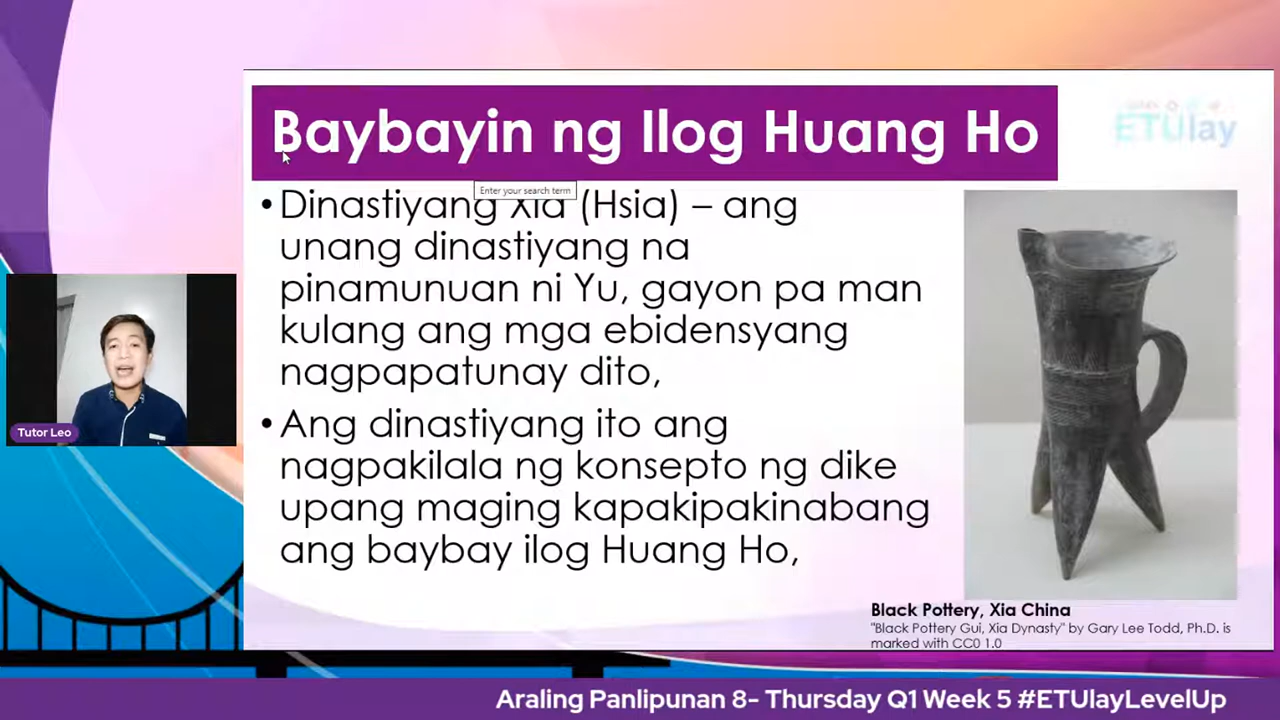 Baybayin ng Ilog Huang Ho
ETUlay
Enter your search term
• Dinastiyang Xia (Hsia) – ang
unang dinastiyang na
pinamunuan ni Yu, gayon pa man
kulang ang mga ebidensyang
nagpapatunay dito,
• Ang dinastiyang ito ang
nagpakilala ng konsepto ng dike
upang maging kapakipakinabang
ang baybay ilog Huang Ho,
Tutor Leo
Black Pottery, Xia China
"Black Pottery Gui, Xia Dynasty" by Gary Lee Todd, Ph.D. is
marked with CC0 1.0
Araling Panlipunan 8- Thursday Q1 Week 5 #ETUlayLevelUp